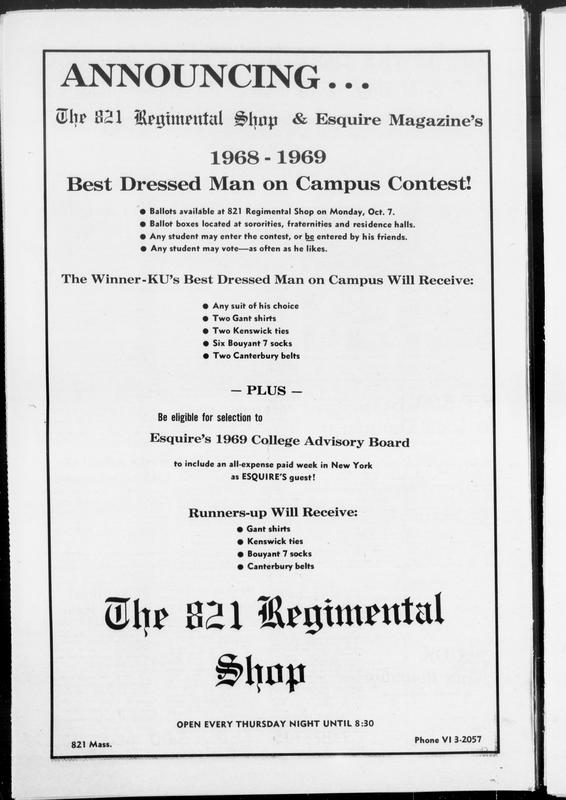 ANNOUNCING...
The 821 Regimental Shop & Esquire Magazine's
1968 - 1969
Best Dressed Man on Campus Contest!
● Ballots available at 821 Regimental Shop on Monday, Oct. 7.
● Ballot boxes located at sororities, fraternities and residence halls.
● Any student may enter the contest, or be entered by his friends.
● Any student may vote—as often as he likes.
The Winner-KU's Best Dressed Man on Campus Will Receive:
● Any suit of his choice
● Two Gant shirts
● Two Kenswick ties
● Six Bouyant 7 socks
● Two Canterbury belts
— PLUS —
Be eligible for selection to
Esquire's 1969 College Advisory Board
to include an all-expense paid week in New York
as ESQUIRE'S guest!
Runners-up Will Receive:
● Gant shirts
● Kenswick ties
● Bouyant 7 socks
● Canterbury belts
The 821 Regimental
Shop
OPEN EVERY THURSDAY NIGHT UNTIL 8:30
821 Mass.
Phone VI 3-2057